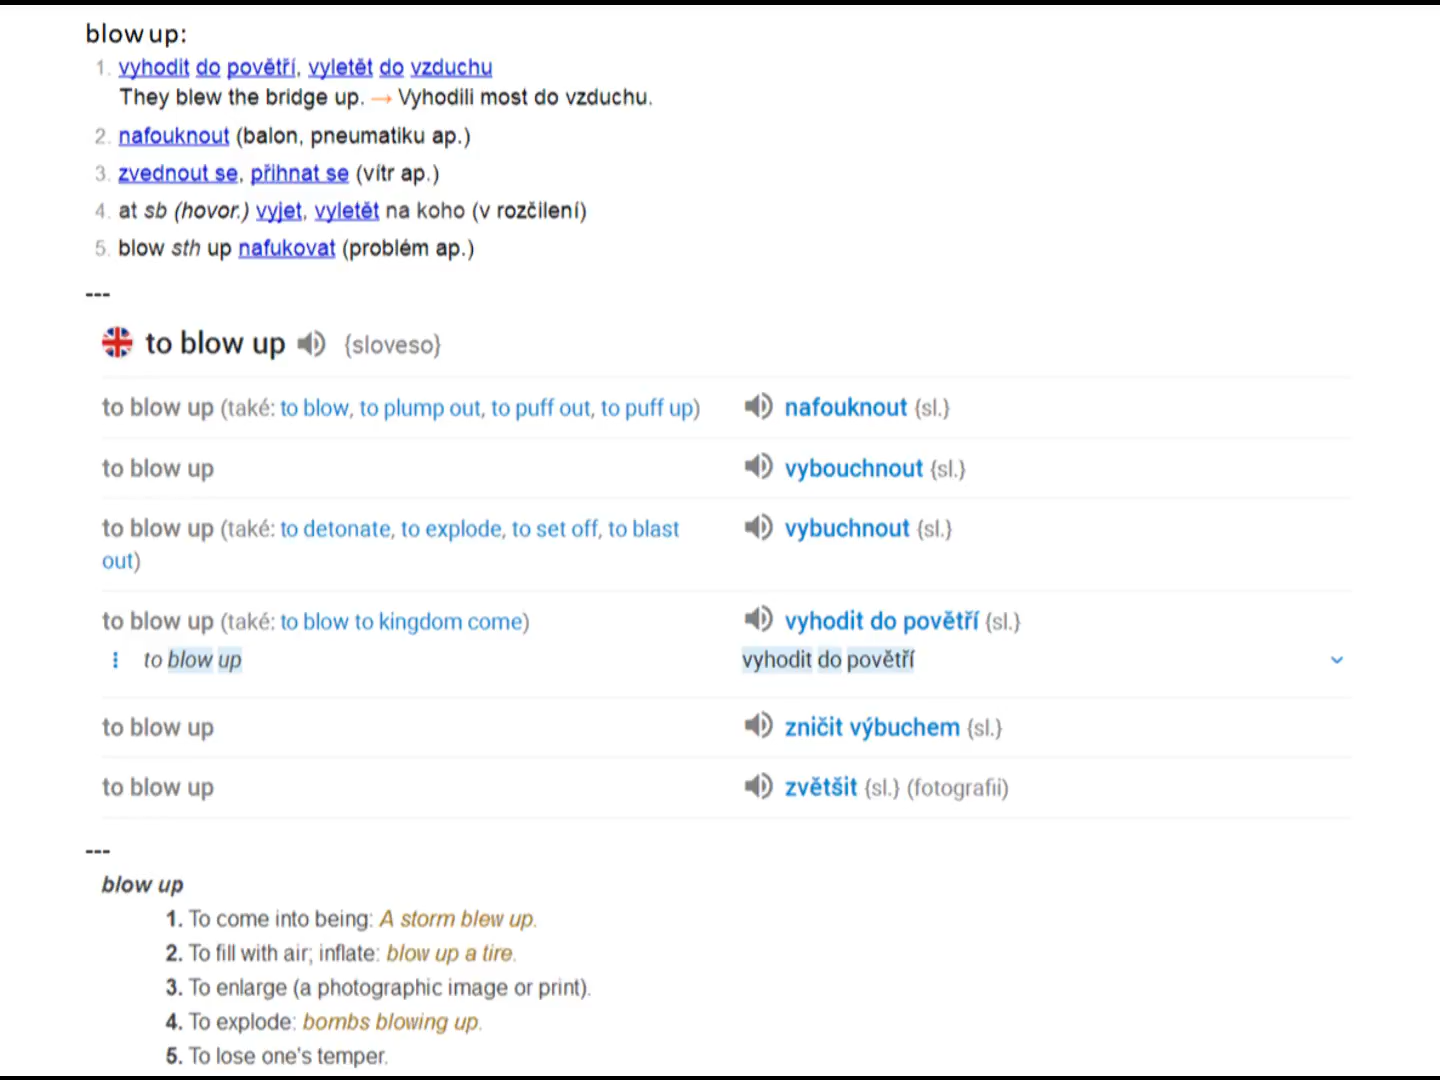 blow up:
1. vyhodit do povětří, vyletět do vzduchu
They blew the bridge up. → Vyhodili most do vzduchu.
2. nafouknout (balon, pneumatiku ap.)
3. zvednout se, přihnat se (vítr ap.)
4. at sb (hovor.) vyjet, vyletět na koho (v rozčilení)
5. blow sth up nafukovat (problém ap.)
---
to blow up {sloveso}
to blow up (také: to blow, to plump out, to puff out, to puff up) nafouknout {sl.}
to blow up vybouchnout {sl.}
to blow up (také: to detonate, to explode, to set off, to blast vybuchnout {sl.}
out)
to blow up (také: to blow to kingdom come) vyhodit do povětří {sl.}
to blow up vyhodit do povětří
to blow up zničit výbuchem {sl.}
to blow up zvětšit {sl.} (fotografii)
---
blow up
1. To come into being: A storm blew up.
2. To fill with air; inflate: blow up a tire.
3. To enlarge (a photographic image or print).
4. To explode: bombs blowing up.
5. To lose one's temper.